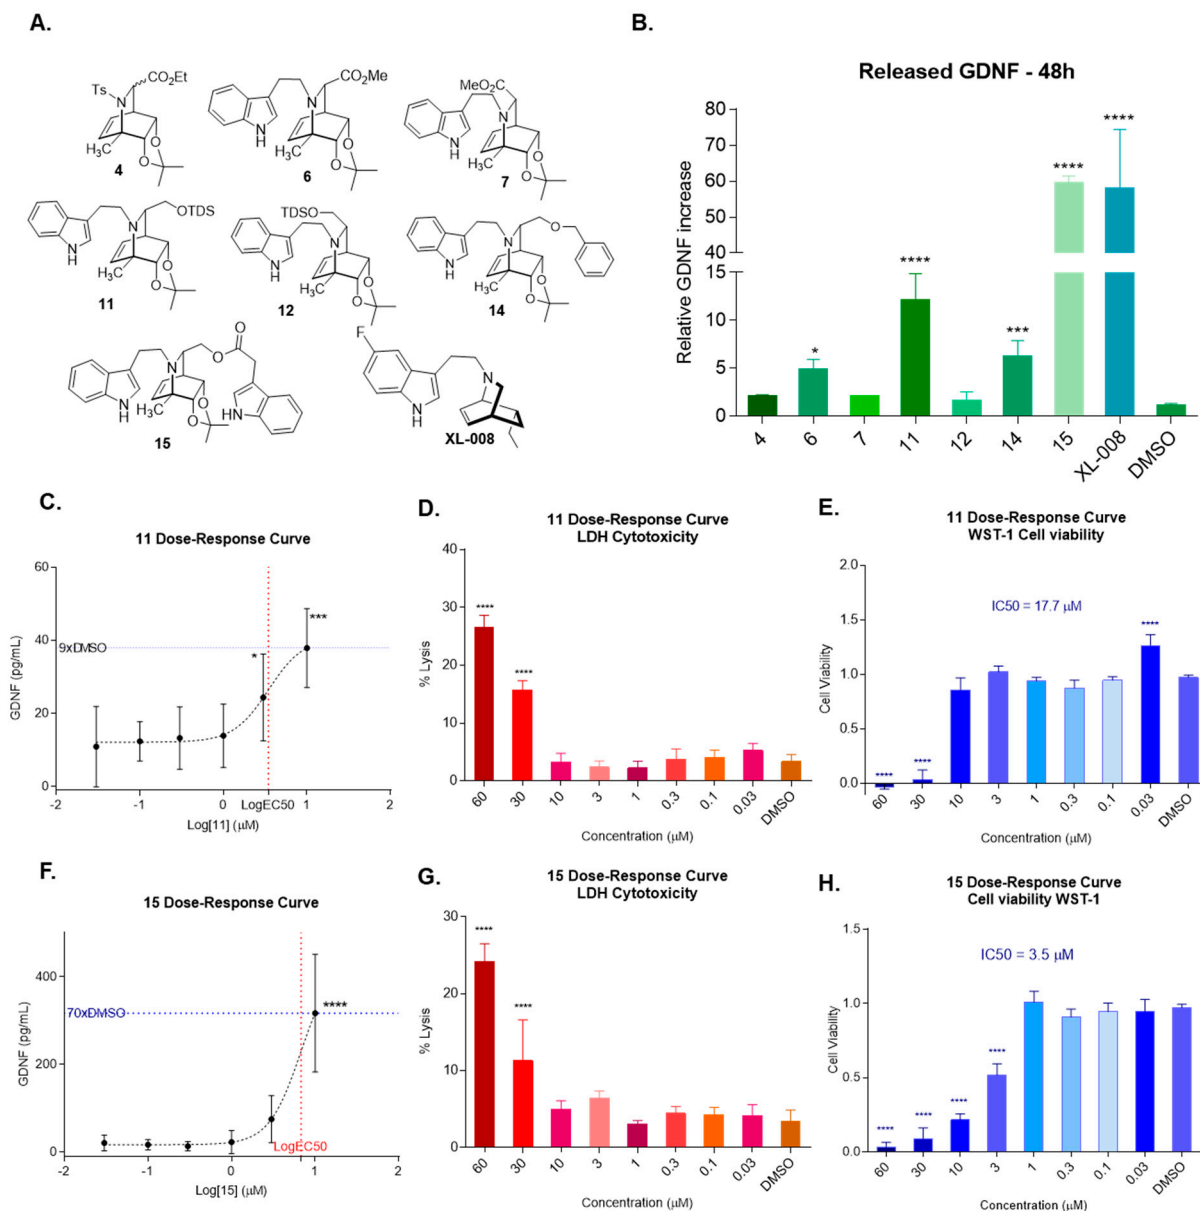 A.
Ts
CO₂Et
N
H₃C
O
O
4
N
CO₂Me
NH
H₃C
O
O
6
MeO₂C
N
NH
H₃C
O
O
7
OTDS
N
NH
H₃C
O
O
11
TDSO
N
NH
H₃C
O
O
12
O
N
NH
H₃C
O
O
14
O
O
N
NH
H₃C
O
O
NH
15
F
N
NH
XL-008
B.
Released GDNF - 48h
Relative GDNF increase
80
70
60
50
40
15
10
5
0
*
****
***
****
****
4
6
7
11
12
14
15
XL-008
DMSO
C.
11 Dose-Response Curve
GDNF (pg/mL)
60
40
20
0
9xDMSO
*
***
-2
-1
0
LogEC50
1
2
Log[11] (μM)
D.
11 Dose-Response Curve
LDH Cytotoxicity
% Lysis
40
30
20
10
0
****
****
60
30
10
3
1
0.3
0.1
0.03
DMSO
Concentration (μM)
E.
11 Dose-Response Curve
WST-1 Cell viability
Cell Viability
2.0
1.5
1.0
0.5
0.0
IC50 = 17.7 μM
****
****
****
60
30
10
3
1
0.3
0.1
0.03
DMSO
Concentration (μM)
F.
15 Dose-Response Curve
GDNF (pg/mL)
400
200
0
70xDMSO
****
LogEC50
-2
-1
0
1
2
Log[15] (μM)
G.
15 Dose-Response Curve
LDH Cytotoxicity
% Lysis
30
20
10
0
****
****
60
30
10
3
1
0.3
0.1
0.03
DMSO
Concentration (μM)
H.
15 Dose-Response Curve
Cell viability WST-1
Cell Viability
1.5
1.0
0.5
0.0
IC50 = 3.5 μM
****
****
****
****
60
30
10
3
1
0.3
0.1
0.03
DMSO
Concentration (μM)